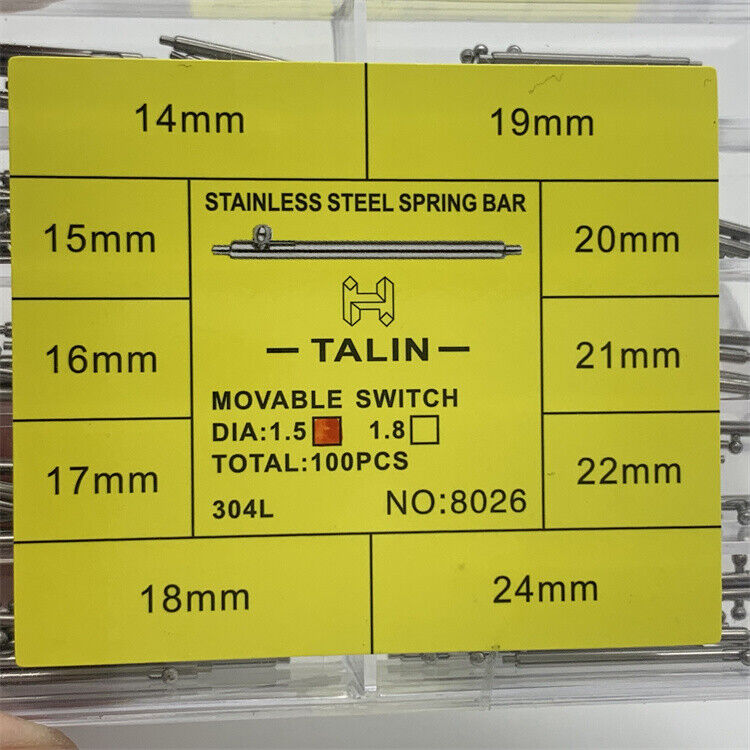 14mm
19mm
15mm
STAINLESS STEEL SPRING BAR
20mm
16mm
TALIN
21mm
MOVABLE SWITCH
DIA:1.5 1.8
17mm
TOTAL:100PCS
22mm
304L
NO:8026
18mm
24mm